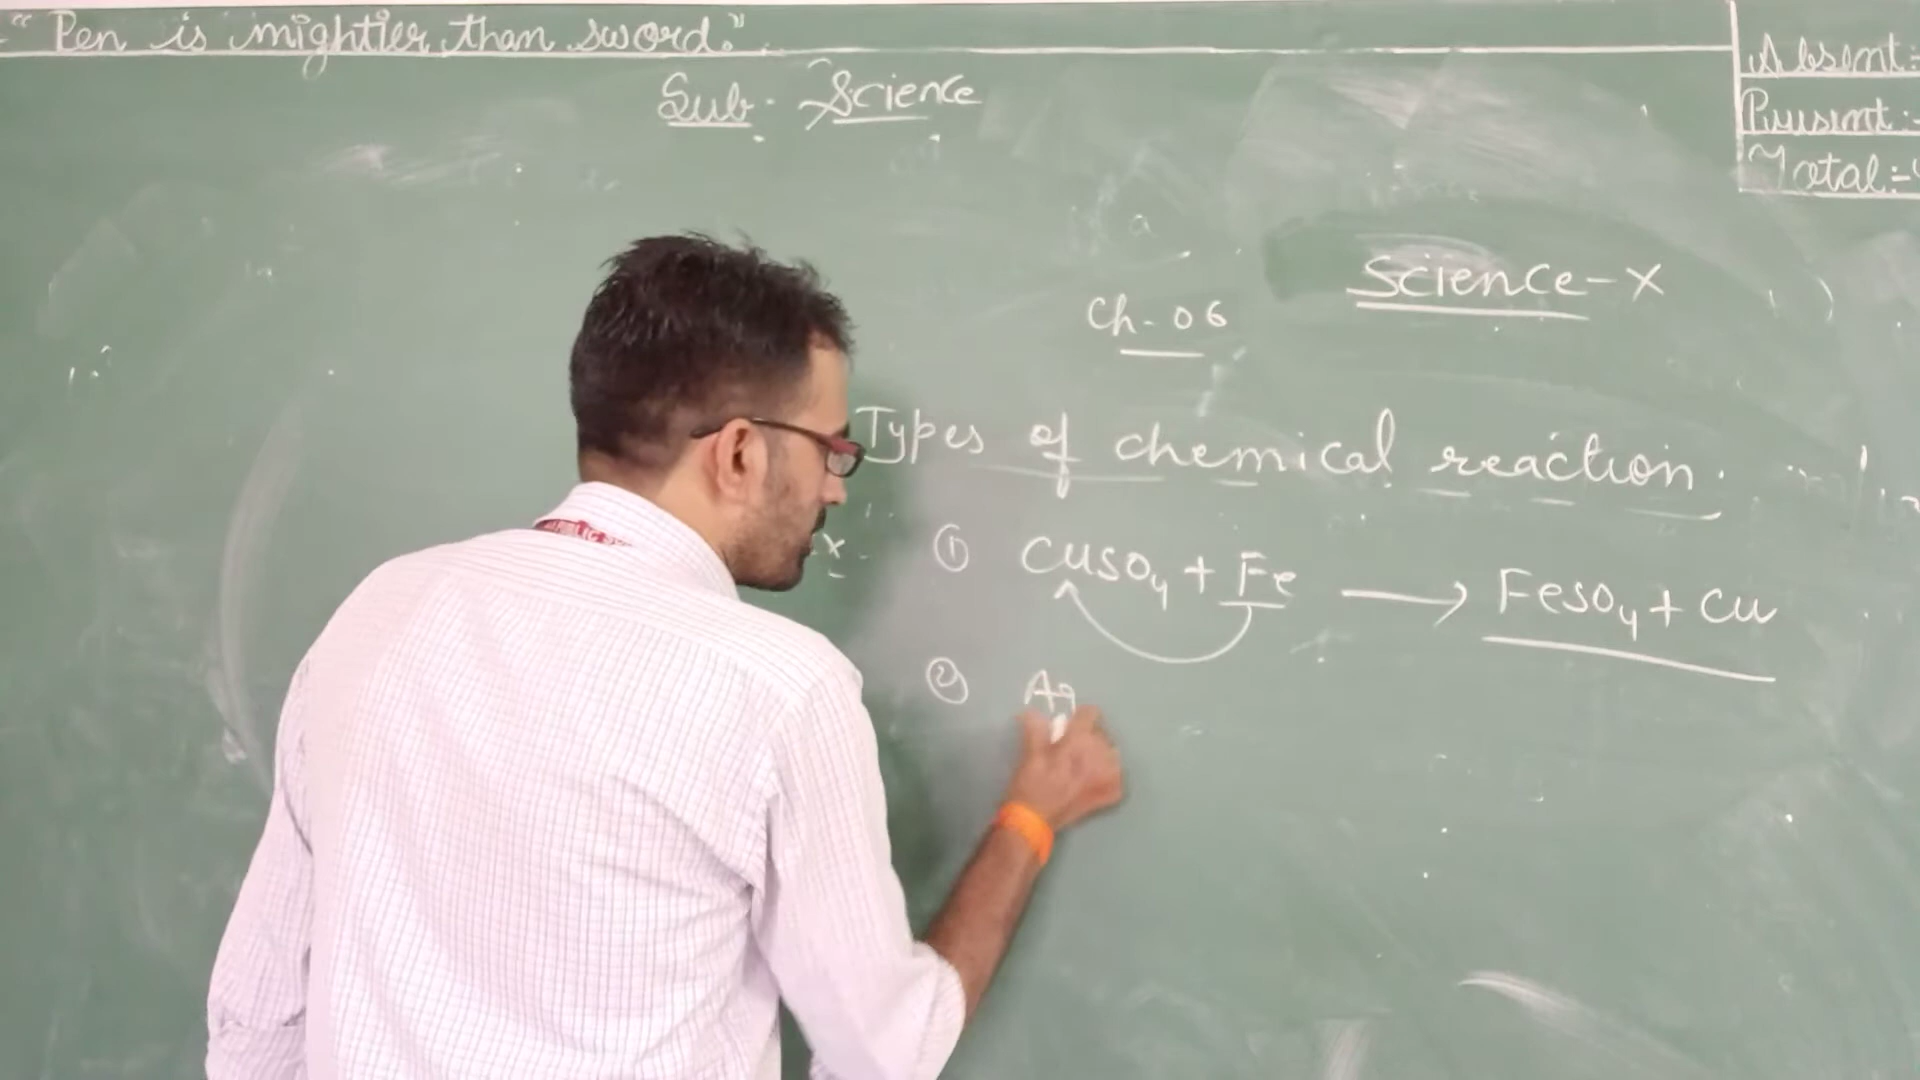 "Pen is mightier than sword."
Absent:-
Present:-
Total:-
Sub- Science
Science-X
Ch-06
Types of chemical reaction.
① CuSO₄ + Fe ⟶ FeSO₄ + Cu
② Ag